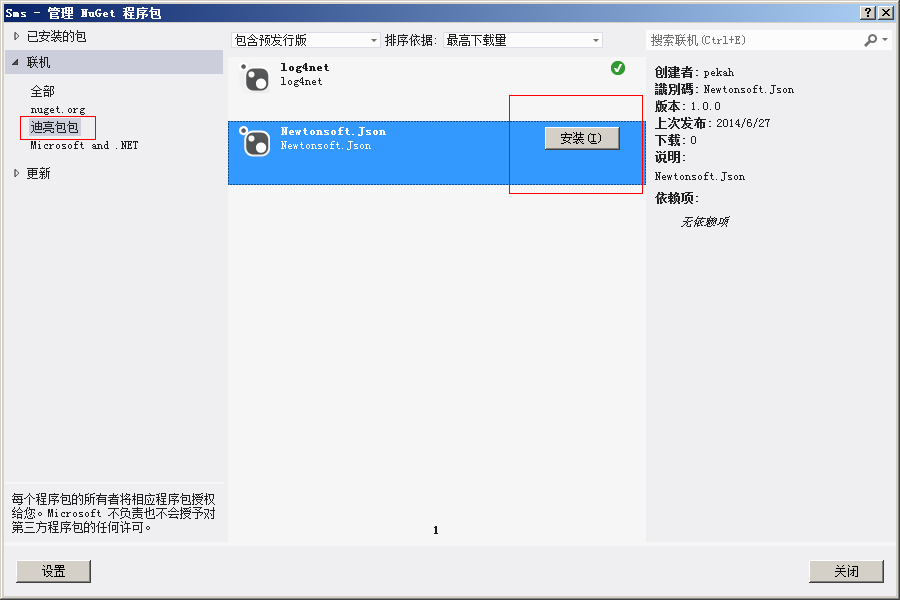 Sms - 管理 NuGet 程序包
已安装的包
联机
全部
nuget.org
迪亮包包
Microsoft and .NET
更新
每个程序包的所有者将相应程序包授权
给您。Microsoft 不负责也不会授予对
第三方程序包的任何许可。
包含预发行版 排序依据: 最高下载量
log4net
log4net
Newtonsoft.Json
Newtonsoft.Json
安装(I)
1
搜索联机(Ctrl+E)
创建者: pekah
識別碼: Newtonsoft.Json
版本: 1.0.0
上次发布: 2014/6/27
下载: 0
说明:
Newtonsoft.Json
依赖项:
无依赖项
设置
关闭